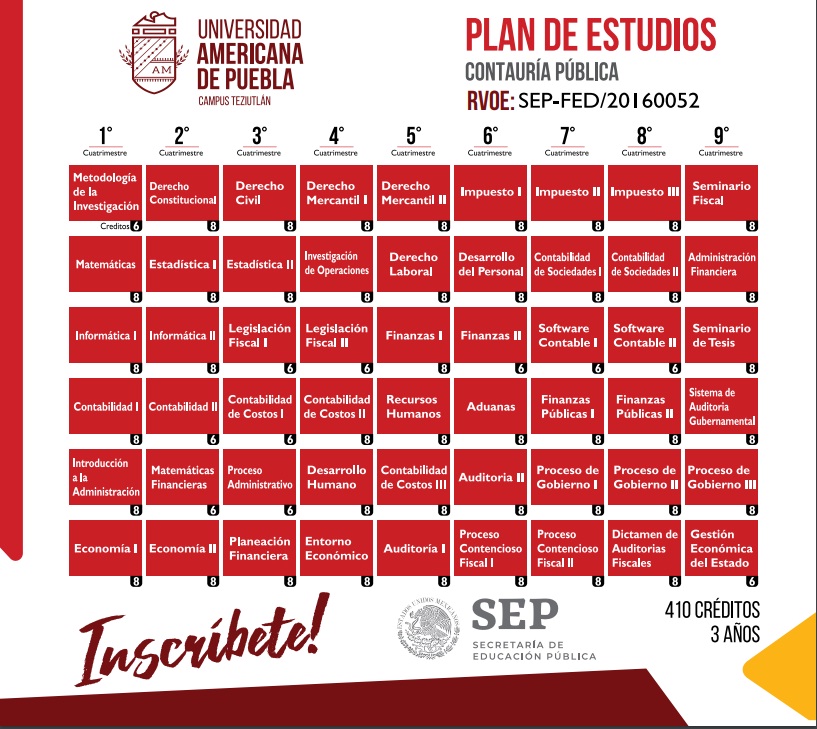 UNIVERSIDAD
AMERICANA
DE PUEBLA
CAMPUS TEZIUTLÁN
AM
PLAN DE ESTUDIOS
CONTAURÍA PÚBLICA
RVOE: SEP-FED/20160052
1° 2° 3° 4° 5° 6° 7° 8° 9°
Cuatrimestre Cuatrimestre Cuatrimestre Cuatrimestre Cuatrimestre Cuatrimestre Cuatrimestre Cuatrimestre Cuatrimestre
Metodología
de la
Investigación
Creditos 6
Derecho
Constitucional
8
Derecho
Civil
8
Derecho
Mercantil I
8
Derecho
Mercantil II
8
Impuesto I
8
Impuesto II
8
Impuesto III
8
Seminario
Fiscal
8
Matemáticas
8
Estadística I
8
Estadística II
8
Investigación
de Operaciones
8
Derecho
Laboral
8
Desarrollo
del Personal
8
Contabilidad
de Sociedades I
8
Contabilidad
de Sociedades II
8
Administración
Financiera
8
Informática I
8
Informática II
8
Legislación
Fiscal I
6
Legislación
Fiscal II
6
Finanzas I
8
Finanzas II
6
Software
Contable I
6
Software
Contable II
6
Seminario
de Tesis
8
Contabilidad I
8
Contabilidad II
6
Contabilidad
de Costos I
6
Contabilidad
de Costos II
8
Recursos
Humanos
8
Aduanas
8
Finanzas
Públicas I
8
Finanzas
Públicas II
8
Sistema de
Auditoria
Gubernamental
8
Introducción
a la
Administración
8
Matemáticas
Financieras
6
Proceso
Administrativo
6
Desarrollo
Humano
8
Contabilidad
de Costos III
8
Auditoria II
8
Proceso de
Gobierno I
8
Proceso de
Gobierno II
8
Proceso de
Gobierno III
8
Economía I
8
Economía II
8
Planeación
Financiera
8
Entorno
Económico
8
Auditoría I
8
Proceso
Contencioso
Fiscal I
8
Proceso
Contencioso
Fiscal II
8
Dictamen de
Auditorias
Fiscales
8
Gestión
Económica
del Estado
6
Inscríbete!
ESTADOS UNIDOS MEXICANOS
SEP
SECRETARÍA DE
EDUCACIÓN PÚBLICA
410 CRÉDITOS
3 AÑOS